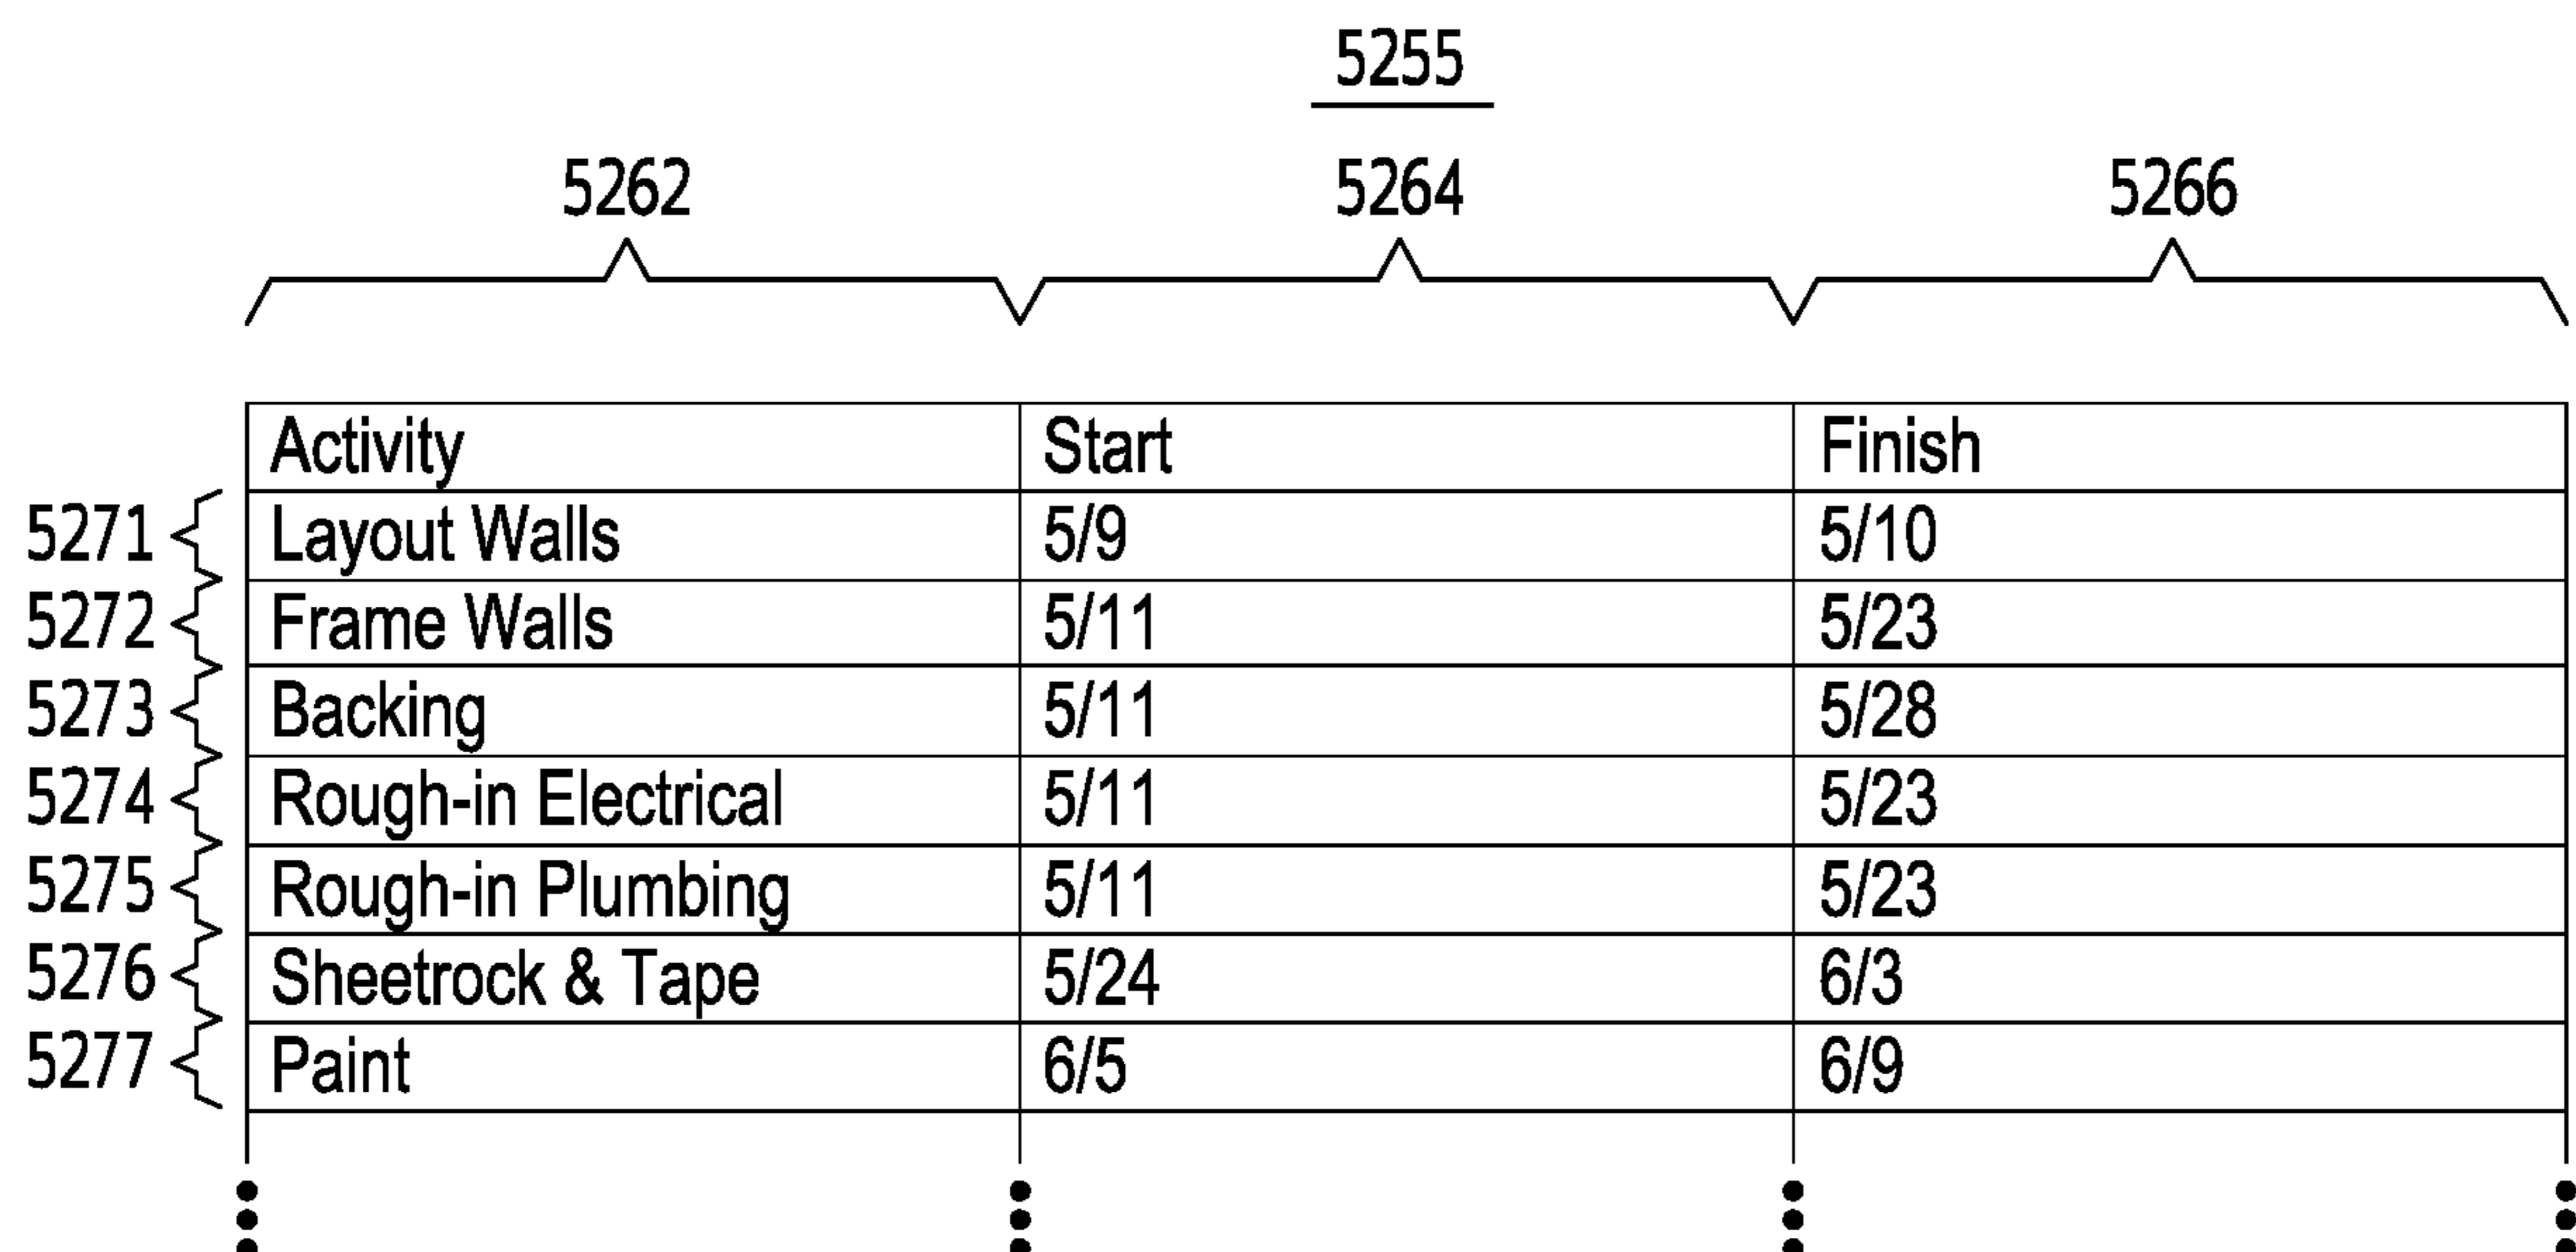 5255
5262 5264 5266
Activity Start Finish
5271 Layout Walls 5/9 5/10
5272 Frame Walls 5/11 5/23
5273 Backing 5/11 5/28
5274 Rough-in Electrical 5/11 5/23
5275 Rough-in Plumbing 5/11 5/23
5276 Sheetrock & Tape 5/24 6/3
5277 Paint 6/5 6/9